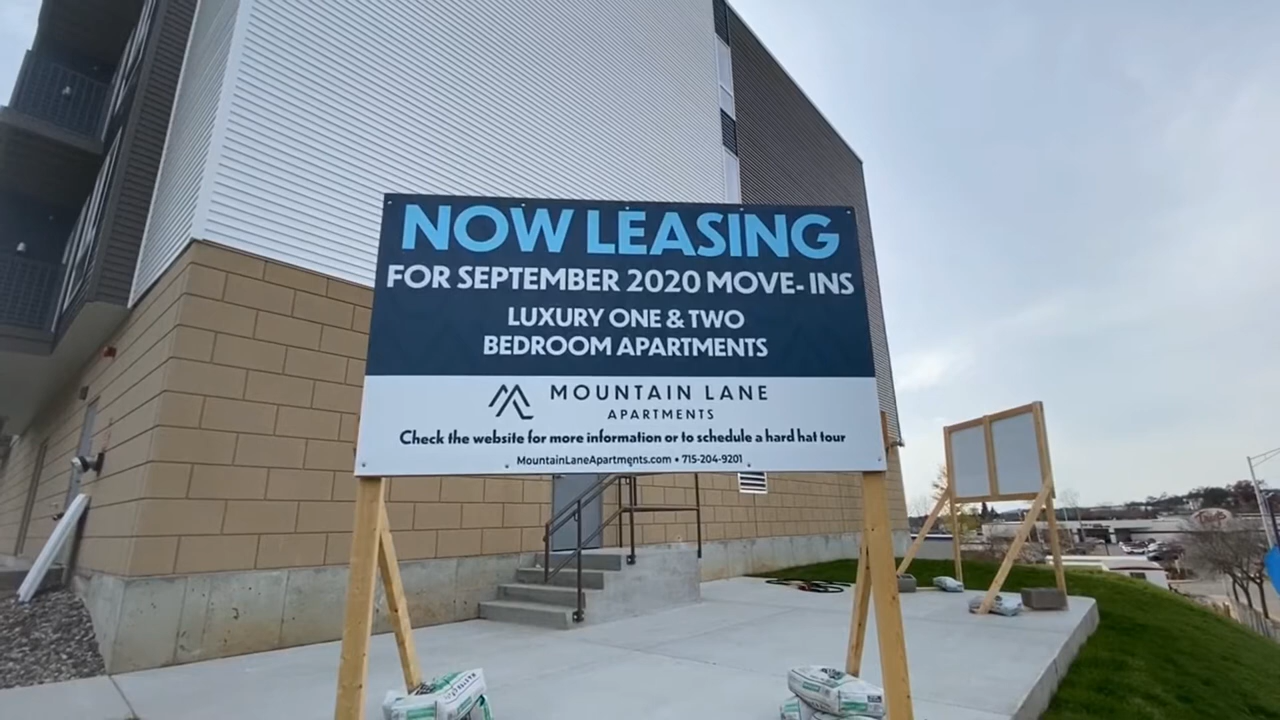 NOW LEASING
FOR SEPTEMBER 2020 MOVE- INS
LUXURY ONE & TWO
BEDROOM APARTMENTS
MOUNTAIN LANE
APARTMENTS
Check the website for more information or to schedule a hard hat tour
MountainLaneApartments.com • 715-204-9201